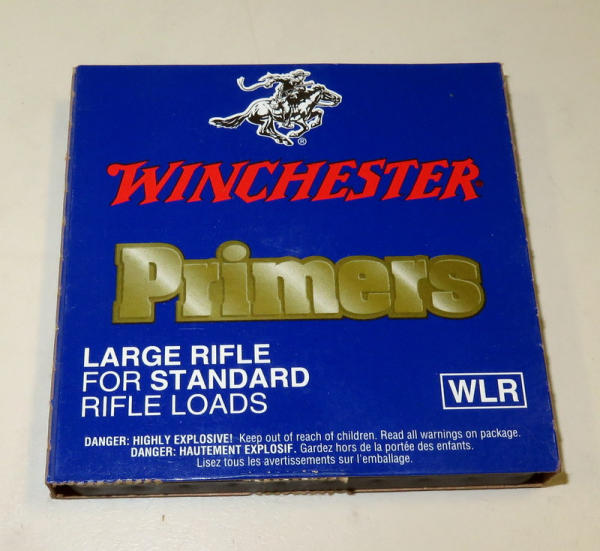 ®
WINCHESTER
Primers
LARGE RIFLE
FOR STANDARD
RIFLE LOADS
WLR
DANGER: HIGHLY EXPLOSIVE! Keep out of reach of children. Read all warnings on package.
DANGER: HAUTEMENT EXPLOSIF. Gardez hors de la portée des enfants.
Lisez tous les avertissements sur l'emballage.